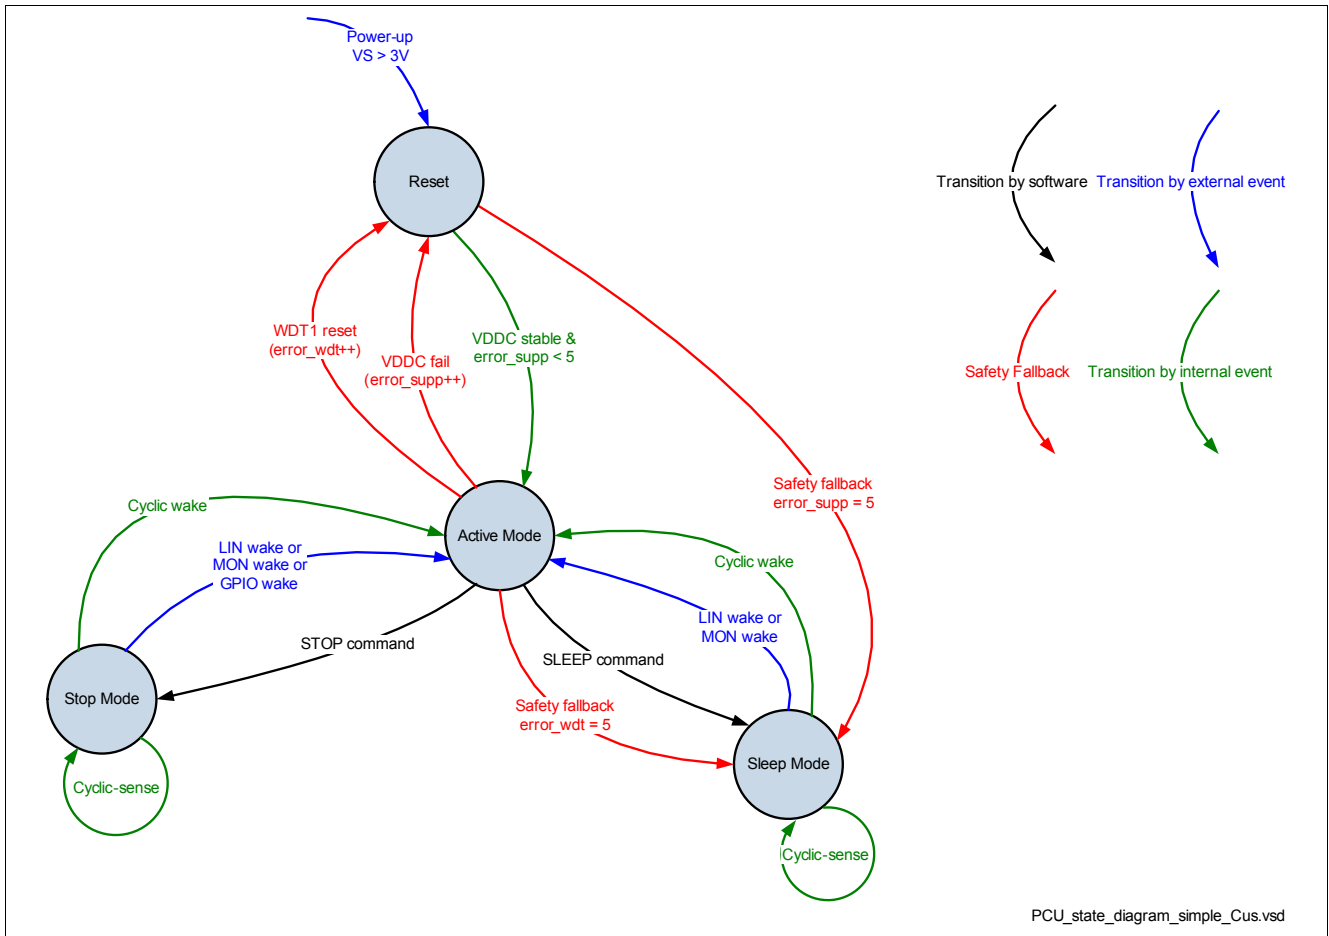 Power-up
VS > 3V
Reset
Transition by software
Transition by external event
WDT1 reset
(error_wdt++)
VDDC fail
(error_supp++)
VDDC stable &
error_supp < 5
Safety Fallback
Transition by internal event
Safety fallback
error_supp = 5
Cyclic wake
LIN wake or
MON wake or
GPIO wake
Active Mode
Cyclic wake
LIN wake or
MON wake
STOP command
SLEEP command
Stop Mode
Safety fallback
error_wdt = 5
Sleep Mode
Cyclic-sense
Cyclic-sense
PCU_state_diagram_simple_Cus.vsd